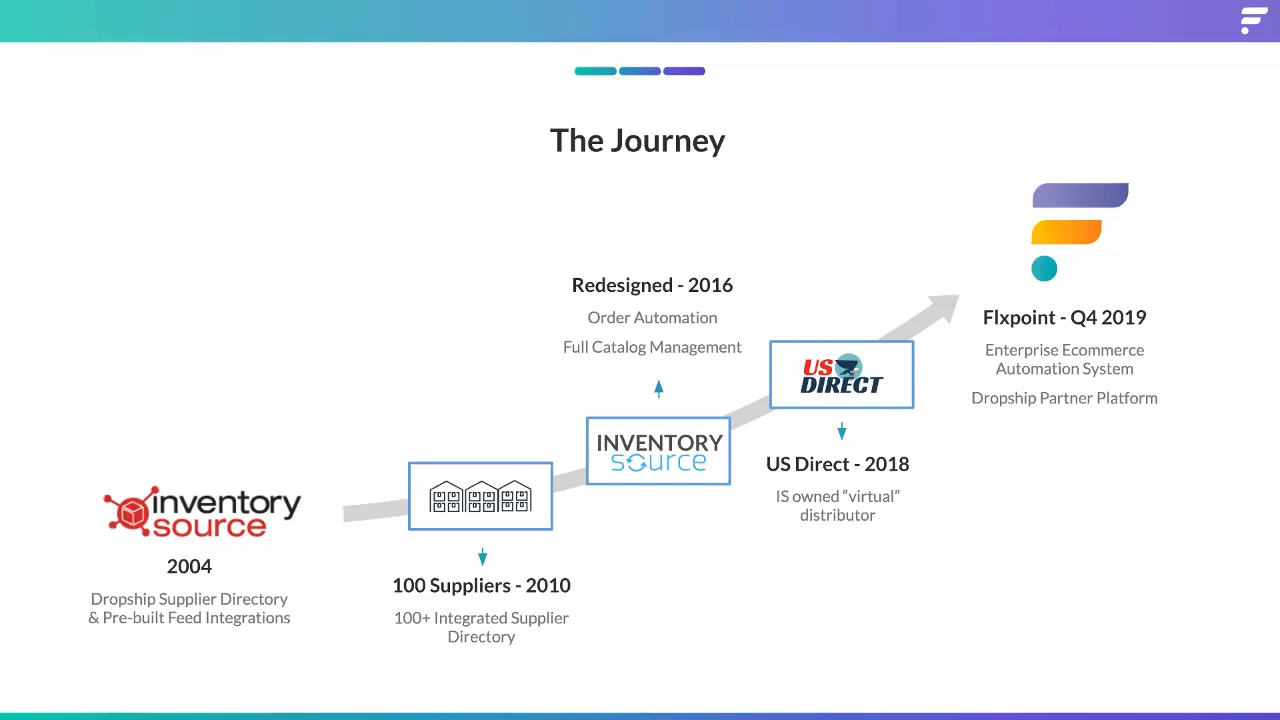 The Journey
inventory
source
2004
Dropship Supplier Directory
& Pre-built Feed Integrations
100 Suppliers - 2010
100+ Integrated Supplier
Directory
Redesigned - 2016
Order Automation
Full Catalog Management
INVENTORY
source
US
DIRECT
US Direct - 2018
IS owned “virtual”
distributor
Flxpoint - Q4 2019
Enterprise Ecommerce
Automation System
Dropship Partner Platform